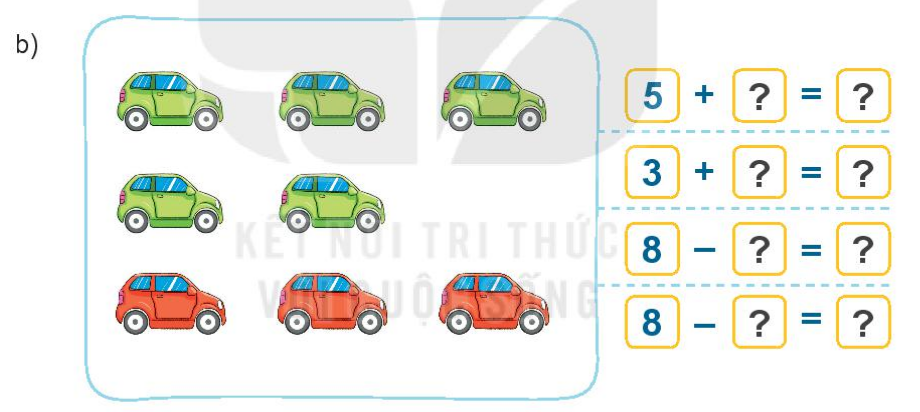 b)
5 + ? = ?
3 + ? = ?
8 – ? = ?
8 – ? = ?
KẾT NỐI TRI THỨC
VỚI CUỘC SỐNG